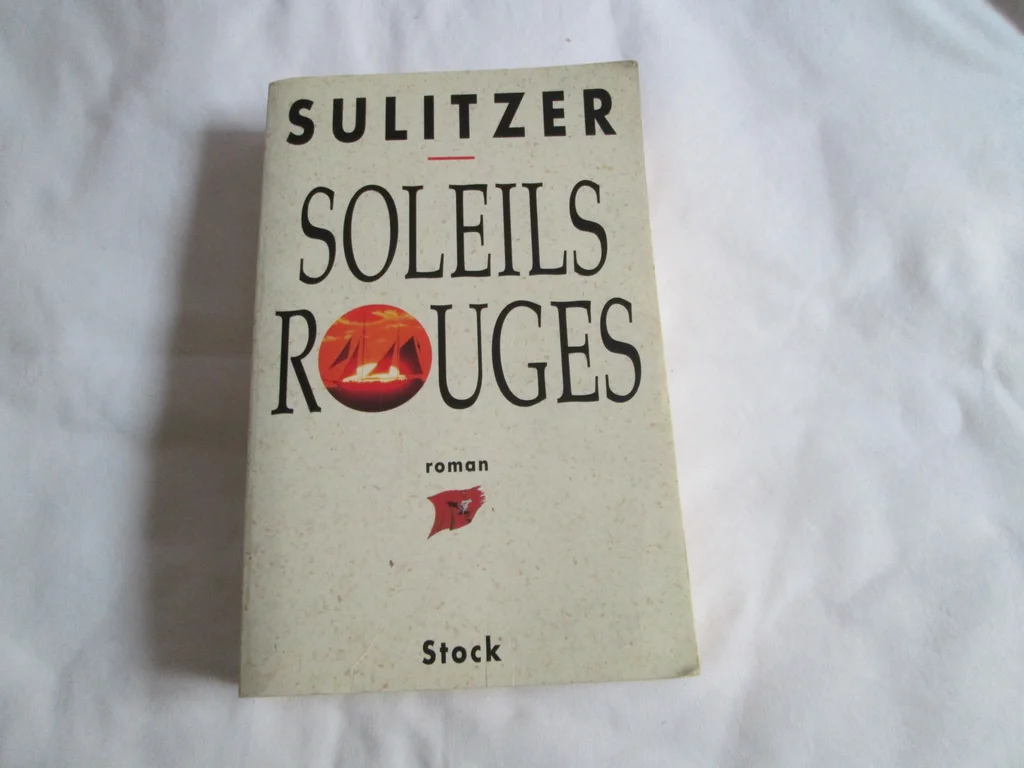 SULITZER
SOLEILS
ROUGES
roman
Stock